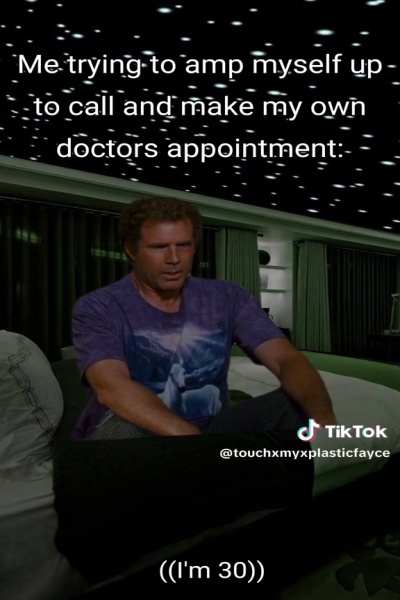 Me trying to amp myself up
to call and make my own
doctors appointment:
TikTok
@touchxmyxplasticfayce
((I'm 30))